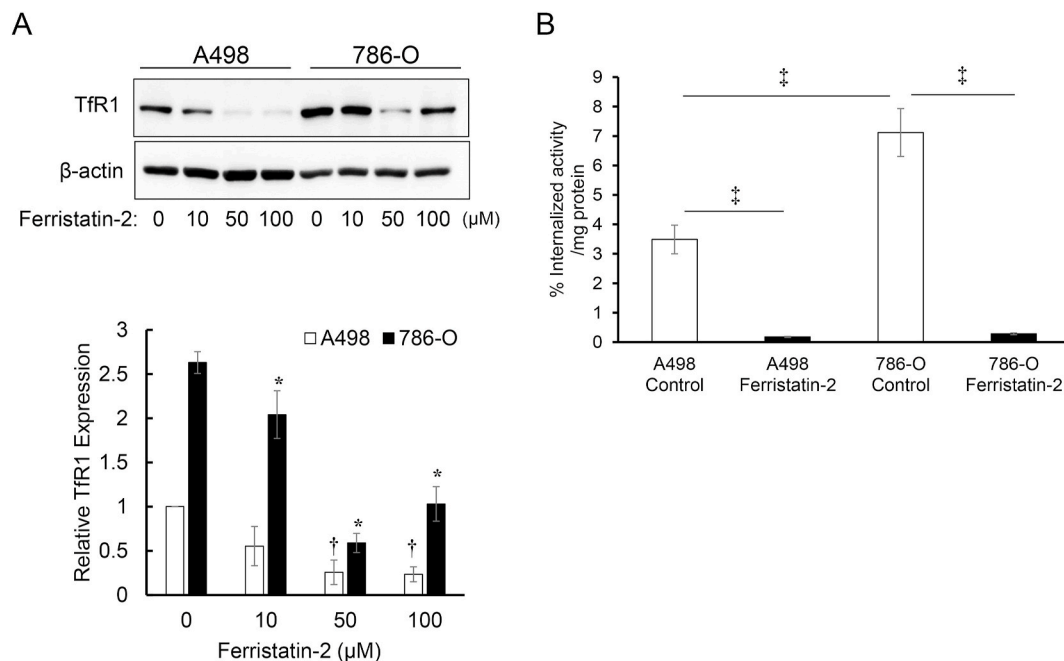 A
A498 786-O
TfR1
β-actin
Ferristatin-2: 0 10 50 100 0 10 50 100 (μM)
Relative TfR1 Expression
3
2.5
2
1.5
1
0.5
0
A498 786-O
*
† *
† *
0 10 50 100
Ferristatin-2 (μM)
B
% Internalized activity
/mg protein
9
8
7
6
5
4
3
2
1
0
‡ ‡
‡
A498 A498 786-O 786-O
Control Ferristatin-2 Control Ferristatin-2